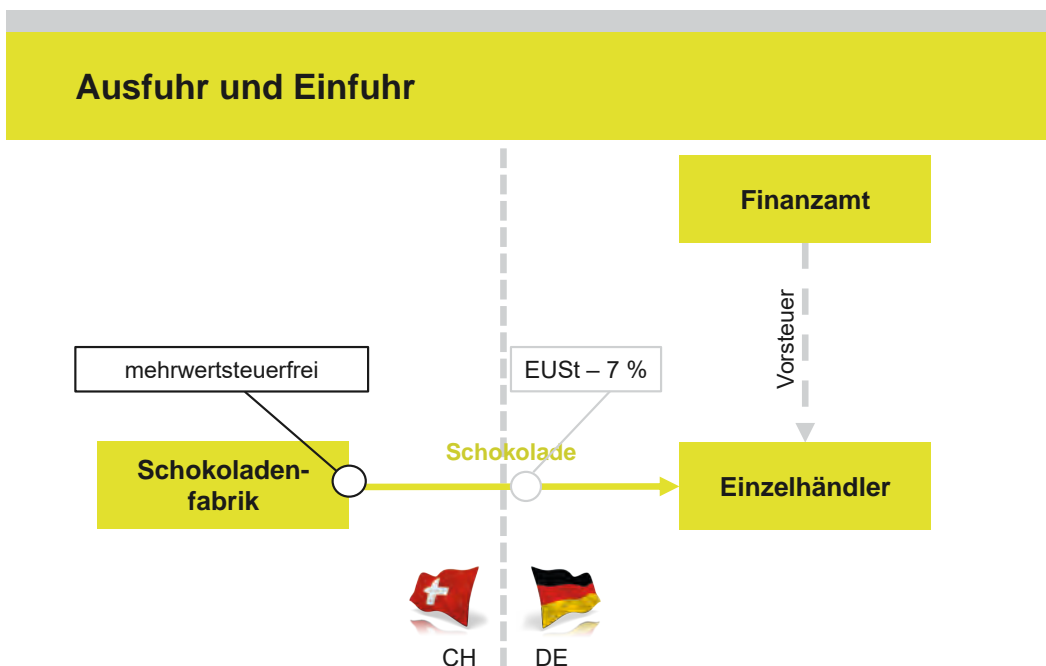 Ausfuhr und Einfuhr
Finanzamt
Vorsteuer
mehrwertsteuerfrei
EUSt – 7 %
Schokolade
Schokoladen-
fabrik
Einzelhändler
CH
DE